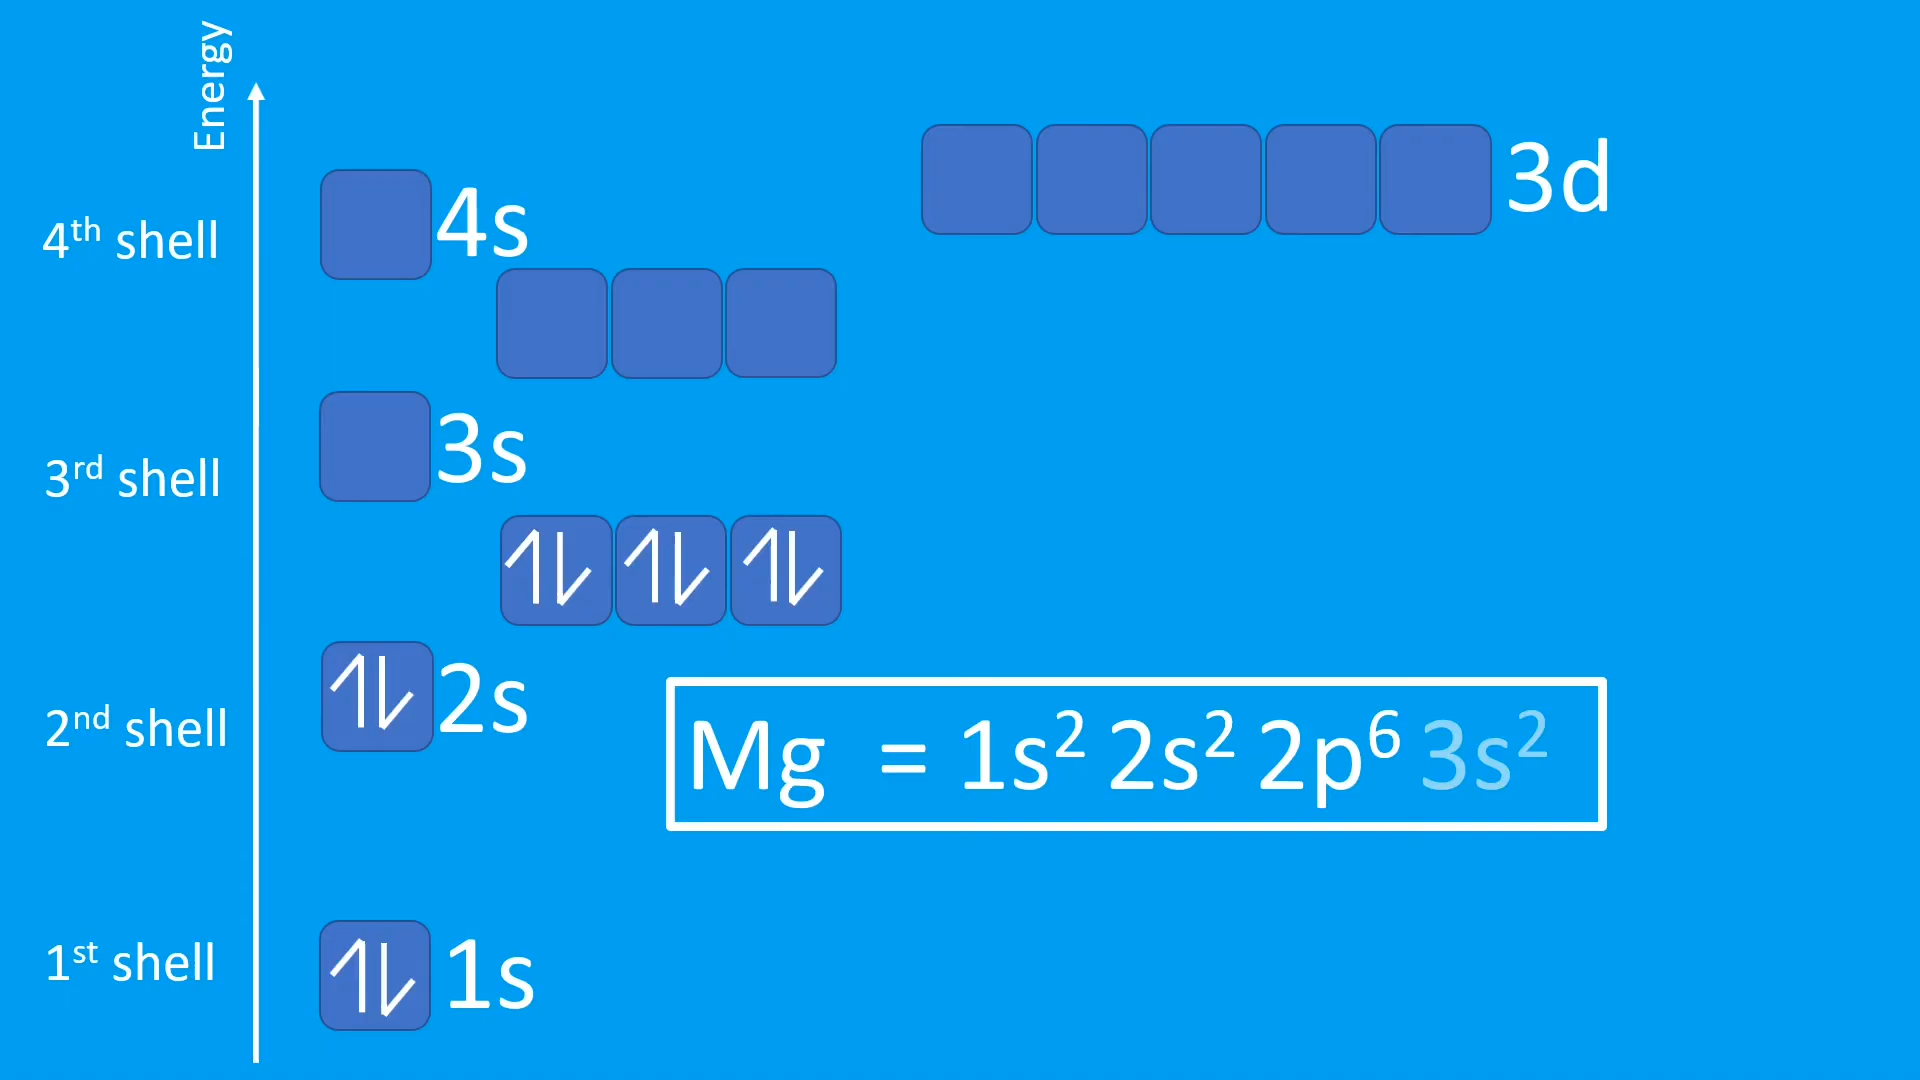 Energy
3d
4s
4th shell
3s
3rd shell
2s
2nd shell
Mg = 1s² 2s² 2p⁶ 3s²
1st shell
1s